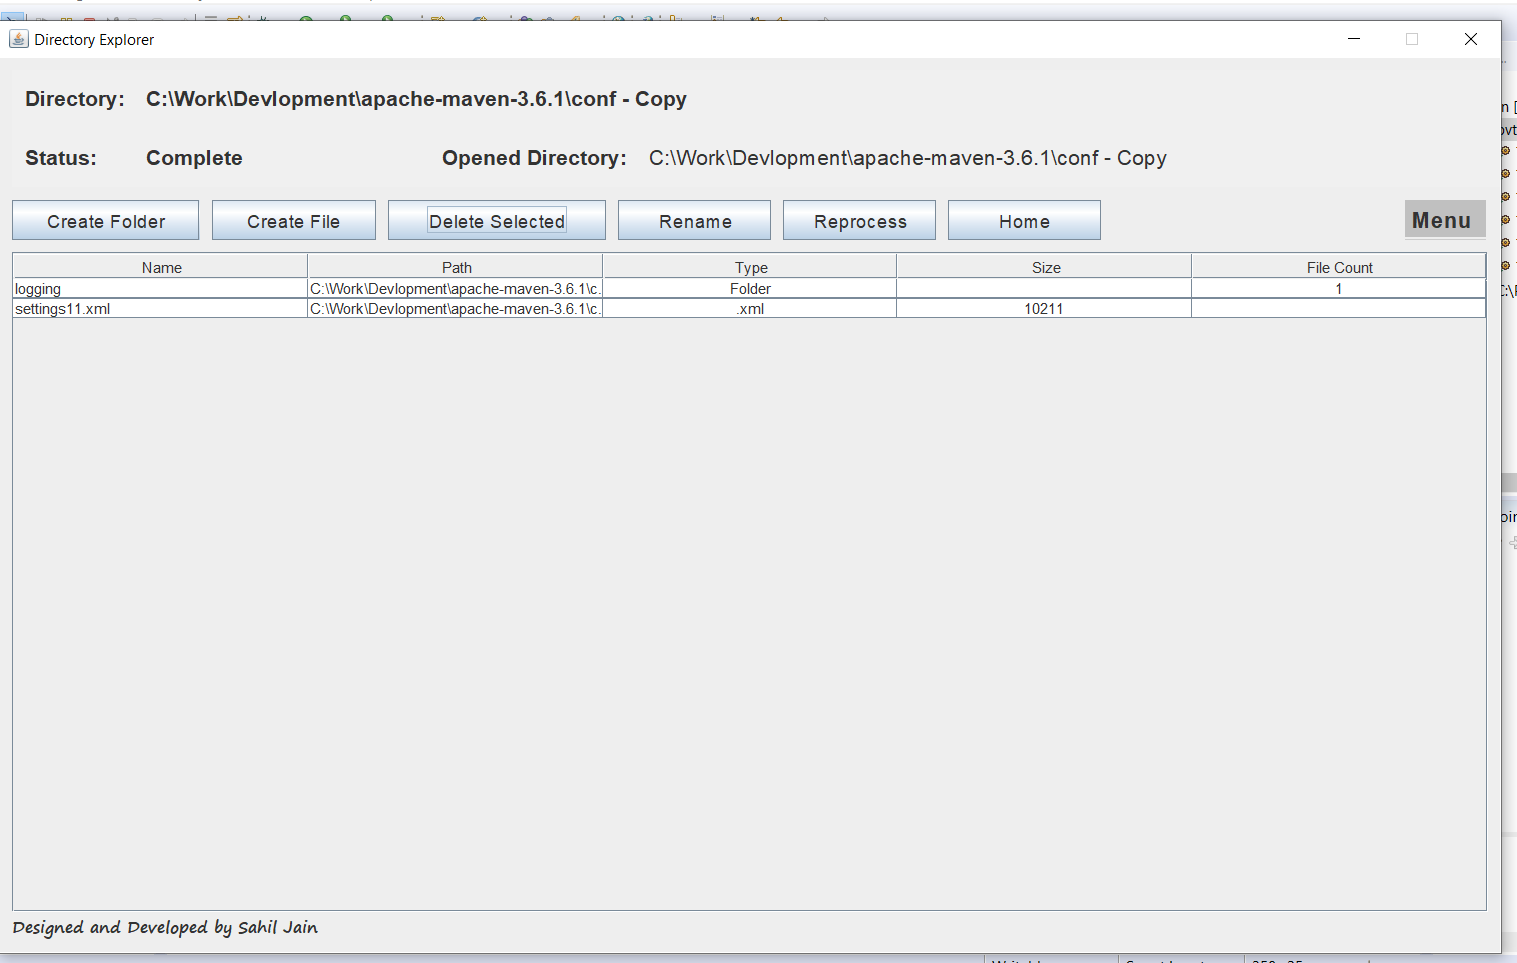 Directory Explorer
Directory: C:\Work\Devlopment\apache-maven-3.6.1\conf - Copy
Status: Complete Opened Directory: C:\Work\Devlopment\apache-maven-3.6.1\conf - Copy
Create Folder Create File Delete Selected Rename Reprocess Home Menu
Name Path Type Size File Count
logging C:\Work\Devlopment\apache-maven-3.6.1\c. Folder 1
settings11.xml C:\Work\Devlopment\apache-maven-3.6.1\c. .xml 10211
Designed and Developed by Sahil Jain